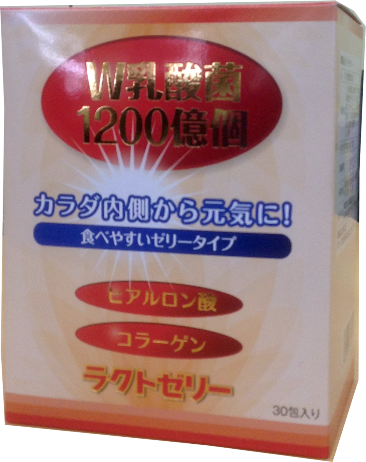 W乳酸菌
1200億個
カラダ内側から元気に!
食べやすいゼリータイプ
ヒアルロン酸
コラーゲン
ラクトゼリー
30包入り